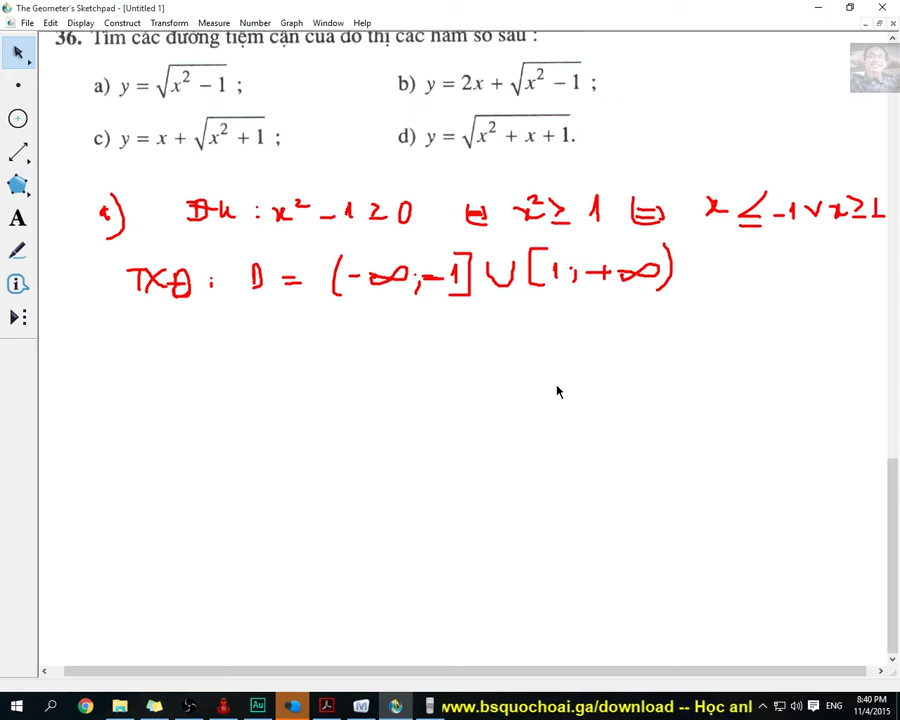 The Geometer's Sketchpad - [Untitled 1]
File Edit Display Construct Transform Measure Number Graph Window Help
36. Tìm các đường tiệm cận của đồ thị các hàm số sau :
a) y = √(x² − 1) ;
b) y = 2x + √(x² − 1) ;
c) y = x + √(x² + 1) ;
d) y = √(x² + x + 1).
a) ĐK : x² − 1 ≥ 0 ⇔ x² ≥ 1 ⇔ x ≤ −1 ∨ x ≥ 1
TXĐ : D = (−∞; −1] ∪ [1; +∞)
A
www.bsquochoai.ga/download -- Học anl
8:40 PM
11/4/2015